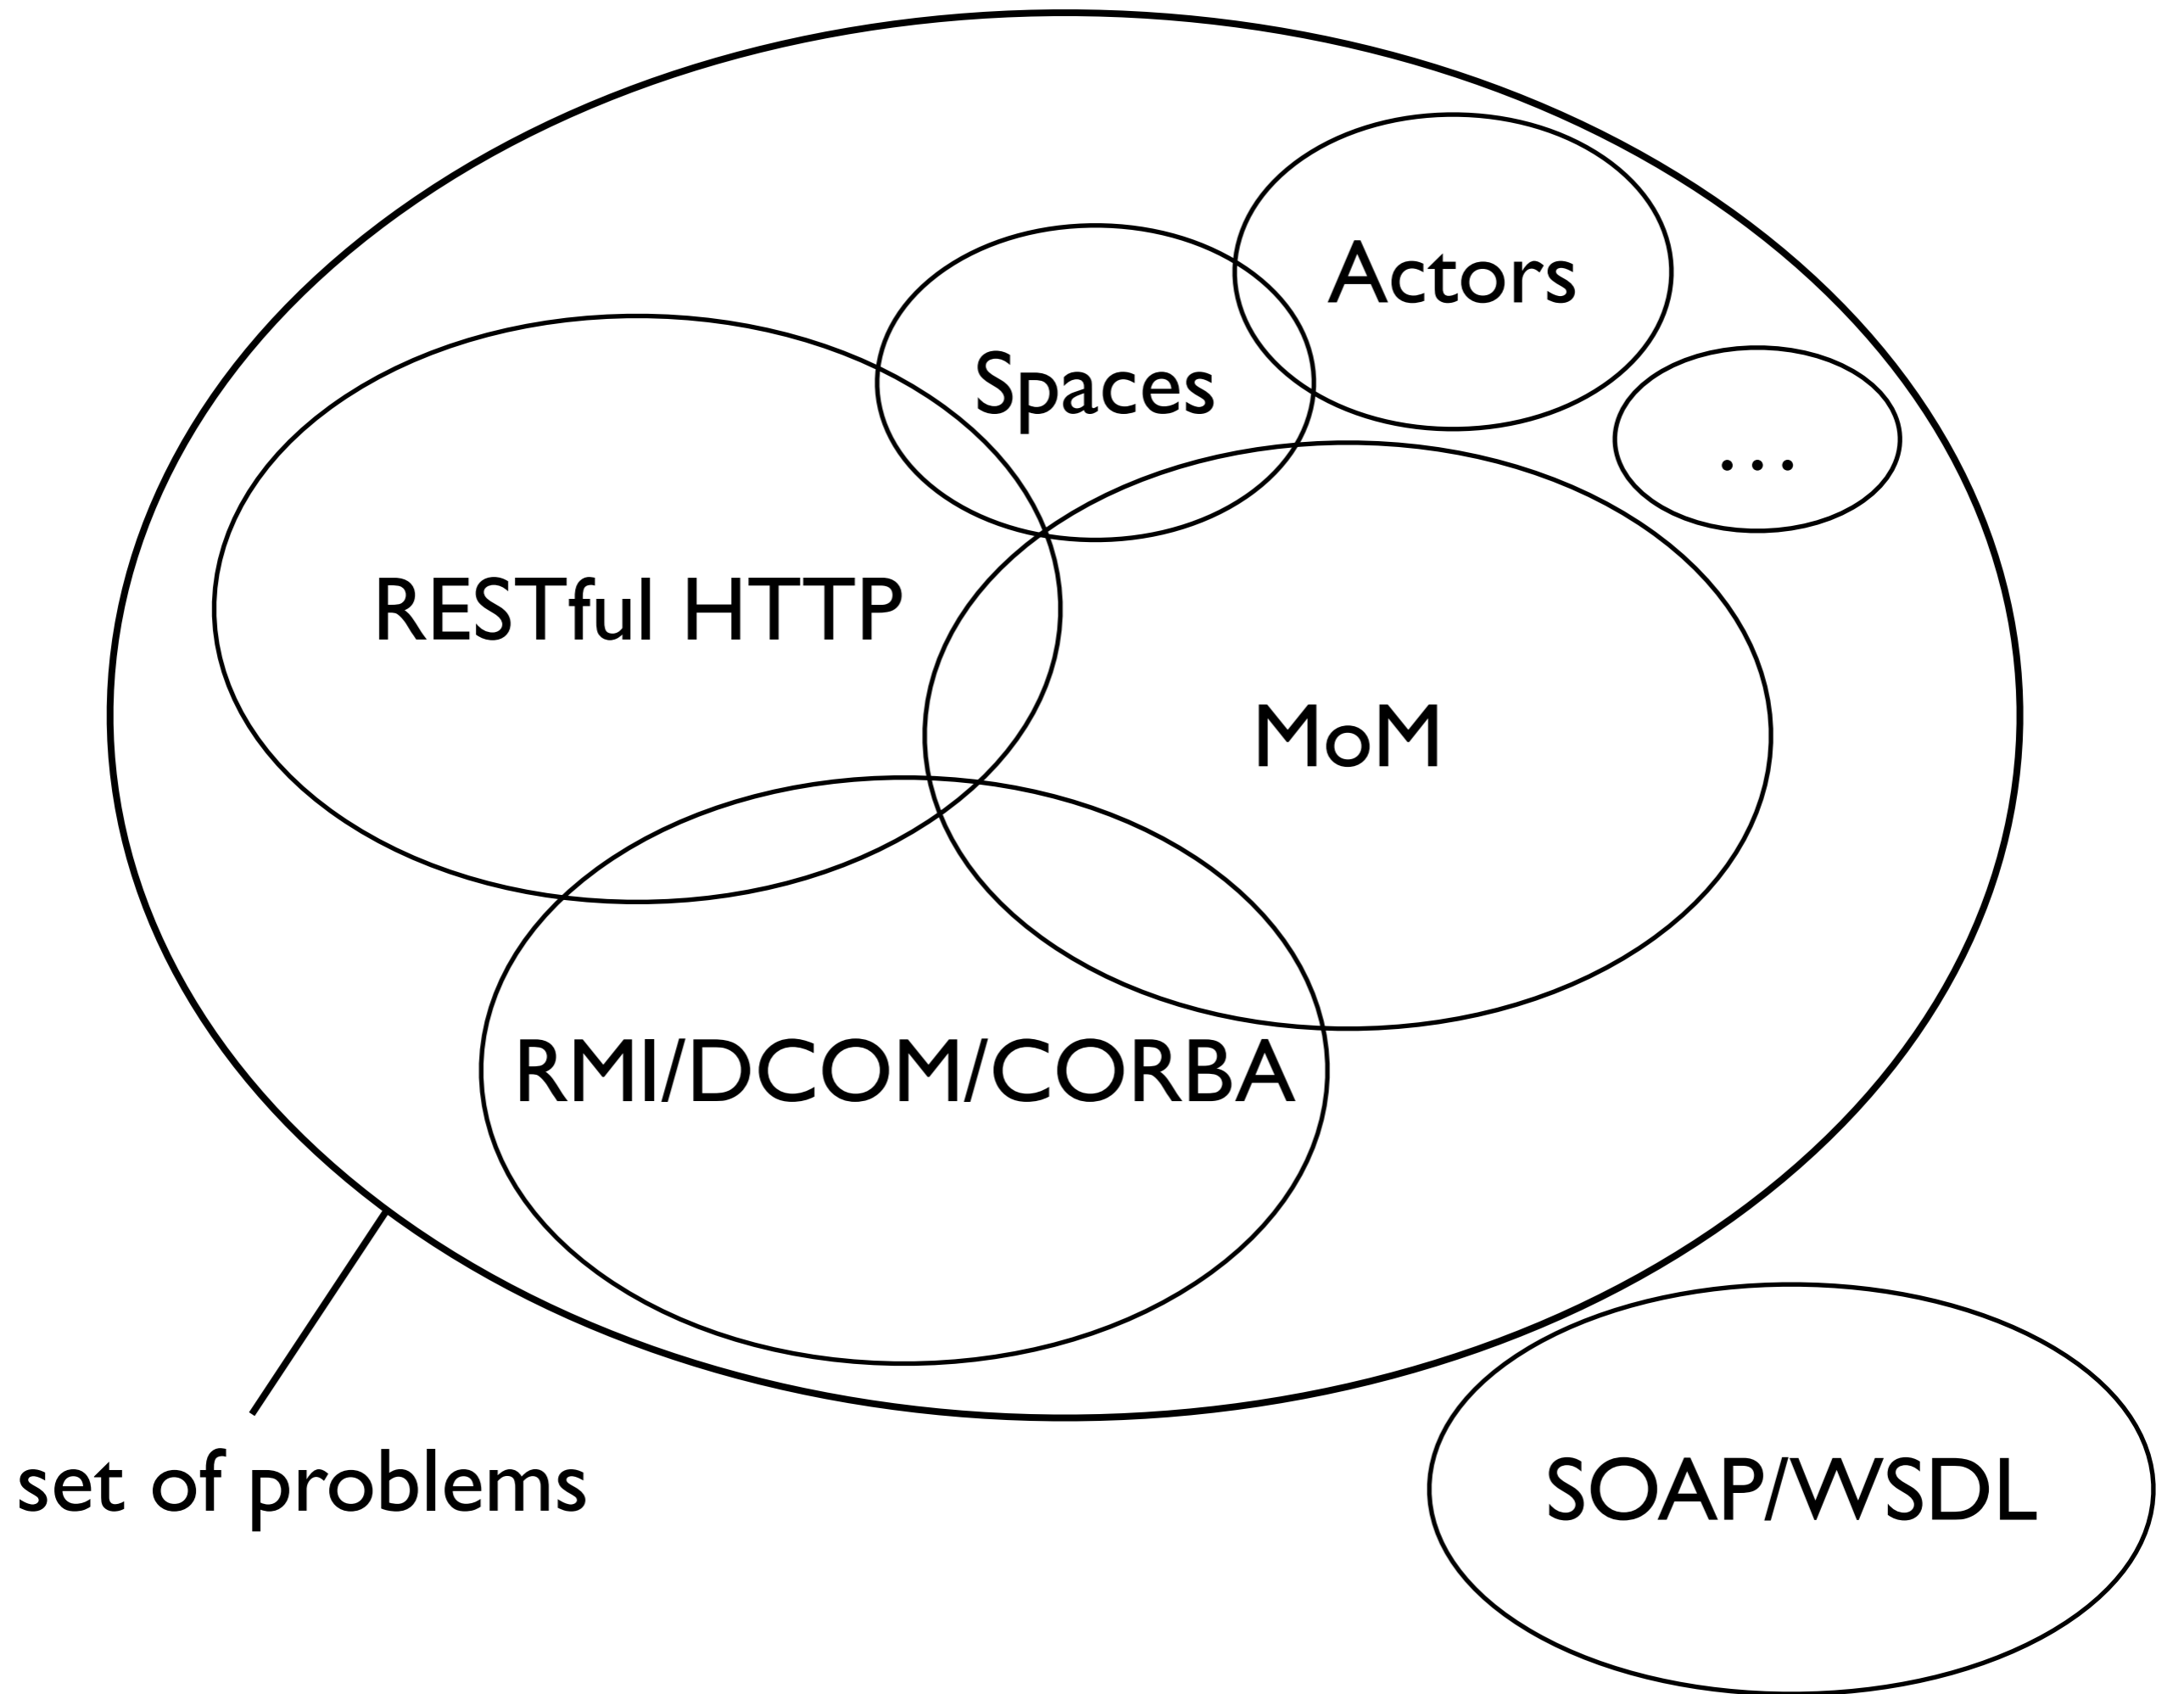 Actors
Spaces
...
RESTful HTTP
MoM
RMI/DCOM/CORBA
set of problems
SOAP/WSDL